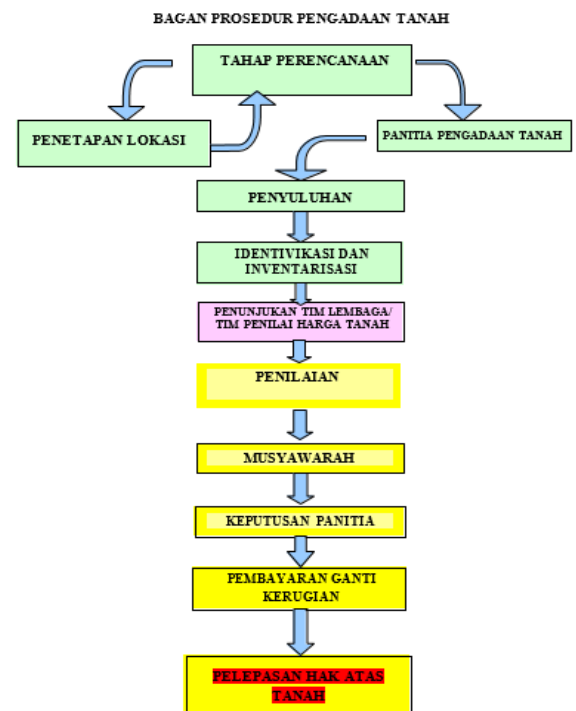 BAGAN PROSEDUR PENGADAAN TANAH
TAHAP PERENCANAAN
PENETAPAN LOKASI
PANITIA PENGADAAN TANAH
PENYULUHAN
IDENTIVIKASI DAN
INVENTARISASI
PENUNJUKAN TIM LEMBAGA/
TIM PENILAI HARGA TANAH
PENILAIAN
MUSYAWARAH
KEPUTUSAN PANITIA
PEMBAYARAN GANTI
KERUGIAN
PELEPASAN HAK ATAS
TANAH